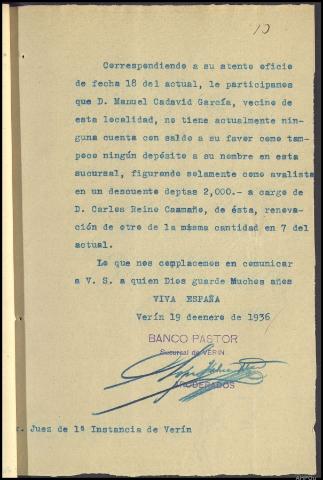 10
Correspondiendo a su atento oficio
de fecha 18 del actual, le participamos
que D. Manuel Cadavid García, vecino de
esta localidad, no tiene actualmente nin-
guna cuenta con saldo a su favor como tam-
poco ningún depósito a su nombre en esta
sucursal, figurando solamente como avalista
en un descuento deptas 2,000.- a cargo de
D. Carlos Reino Caamaño, de ésta, renova-
ción de otro de la misma cantidad en 7 del
actual.
Lo que nos complacemos en comunicar
a V. S. a quien Dios guarde Muchos años
VIVA ESPAÑA
Verín 19 deenero de 1936
BANCO PASTOR
Sucursal de VERIN
APODERADOS
r. Juez de 1ª Instancia de Verín